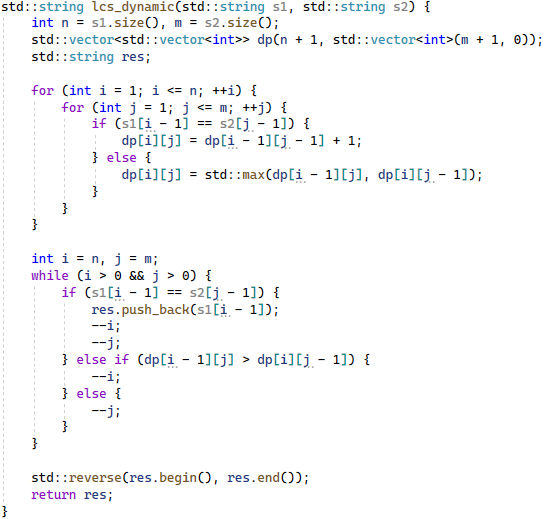 std::string lcs_dynamic(std::string s1, std::string s2) {
    int n = s1.size(), m = s2.size();
    std::vector<std::vector<int>> dp(n + 1, std::vector<int>(m + 1, 0));
    std::string res;

    for (int i = 1; i <= n; ++i) {
        for (int j = 1; j <= m; ++j) {
            if (s1[i - 1] == s2[j - 1]) {
                dp[i][j] = dp[i - 1][j - 1] + 1;
            } else {
                dp[i][j] = std::max(dp[i - 1][j], dp[i][j - 1]);
            }
        }
    }

    int i = n, j = m;
    while (i > 0 && j > 0) {
        if (s1[i - 1] == s2[j - 1]) {
            res.push_back(s1[i - 1]);
            --i;
            --j;
        } else if (dp[i - 1][j] > dp[i][j - 1]) {
            --i;
        } else {
            --j;
        }
    }

    std::reverse(res.begin(), res.end());
    return res;
}